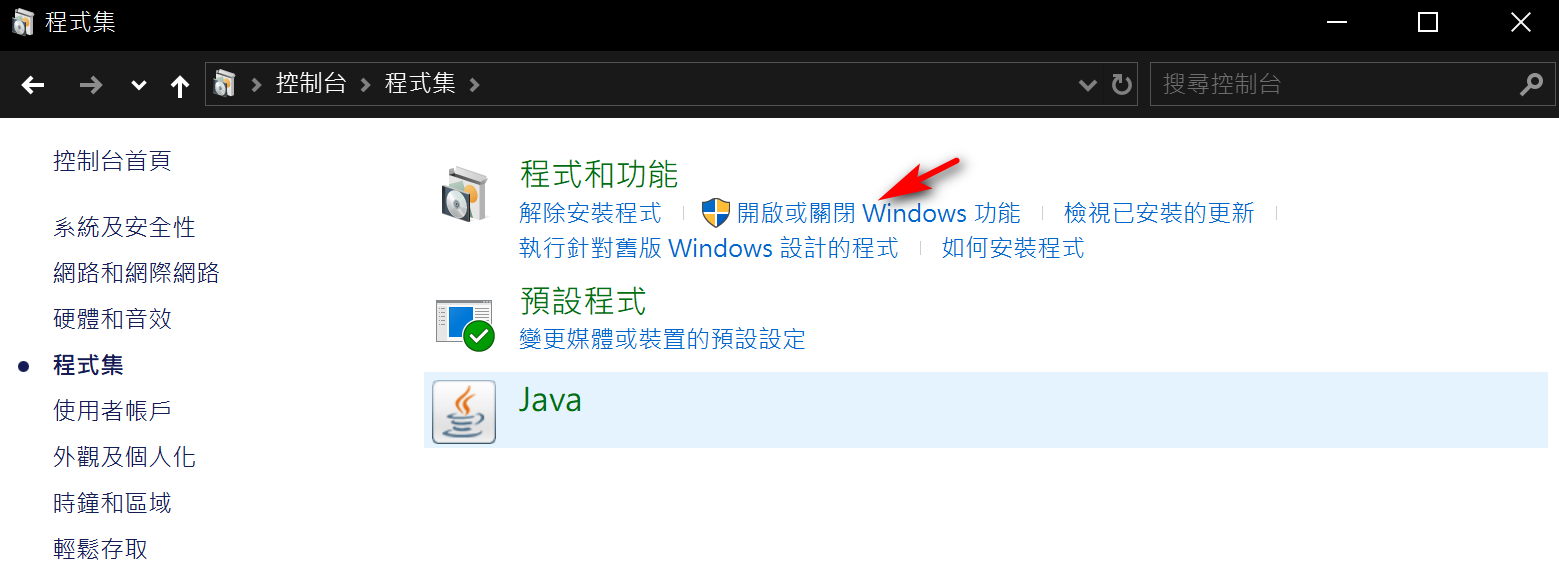 程式集
控制台 程式集
搜尋控制台
控制台首頁
系統及安全性
網路和網際網路
硬體和音效
程式集
使用者帳戶
外觀及個人化
時鐘和區域
輕鬆存取
程式和功能
解除安裝程式 開啟或關閉 Windows 功能 檢視已安裝的更新
執行針對舊版 Windows 設計的程式 如何安裝程式
預設程式
變更媒體或裝置的預設設定
Java